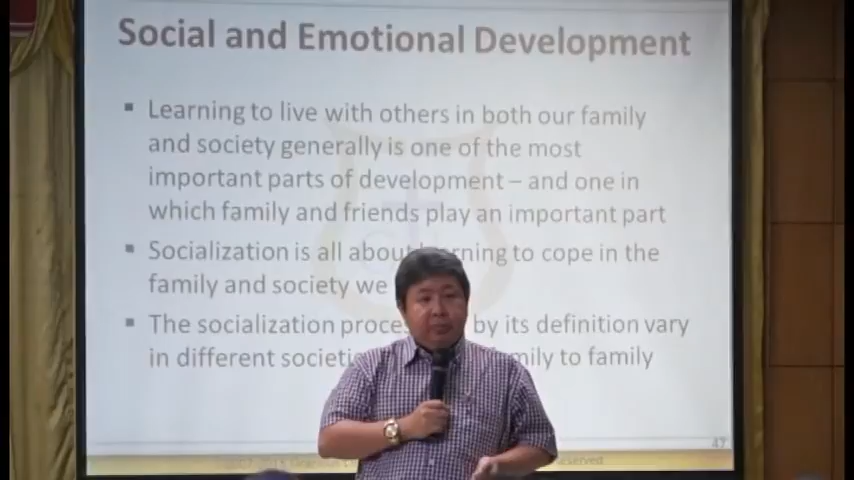 Social and Emotional Development
▪ Learning to live with others in both our family
and society generally is one of the most
important parts of development – and one in
which family and friends play an important part
▪ Socialization is all about learning to cope in the
family and society we
▪ The socialization process by its definition vary
in different societies family to family
47